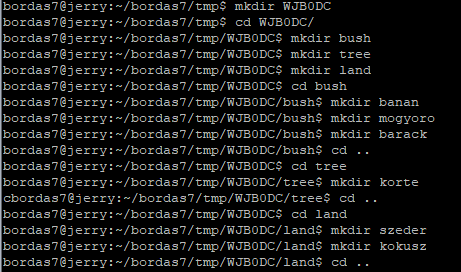 bordas7@jerry:~/bordas7/tmp$ mkdir WJB0DC
bordas7@jerry:~/bordas7/tmp$ cd WJB0DC/
bordas7@jerry:~/bordas7/tmp/WJB0DC$ mkdir bush
bordas7@jerry:~/bordas7/tmp/WJB0DC$ mkdir tree
bordas7@jerry:~/bordas7/tmp/WJB0DC$ mkdir land
bordas7@jerry:~/bordas7/tmp/WJB0DC$ cd bush
bordas7@jerry:~/bordas7/tmp/WJB0DC/bush$ mkdir banan
bordas7@jerry:~/bordas7/tmp/WJB0DC/bush$ mkdir mogyoro
bordas7@jerry:~/bordas7/tmp/WJB0DC/bush$ mkdir barack
bordas7@jerry:~/bordas7/tmp/WJB0DC/bush$ cd ..
bordas7@jerry:~/bordas7/tmp/WJB0DC$ cd tree
bordas7@jerry:~/bordas7/tmp/WJB0DC/tree$ mkdir korte
cbordas7@jerry:~/bordas7/tmp/WJB0DC/tree$ cd ..
bordas7@jerry:~/bordas7/tmp/WJB0DC$ cd land
bordas7@jerry:~/bordas7/tmp/WJB0DC/land$ mkdir szeder
bordas7@jerry:~/bordas7/tmp/WJB0DC/land$ mkdir kokusz
bordas7@jerry:~/bordas7/tmp/WJB0DC/land$ cd ..